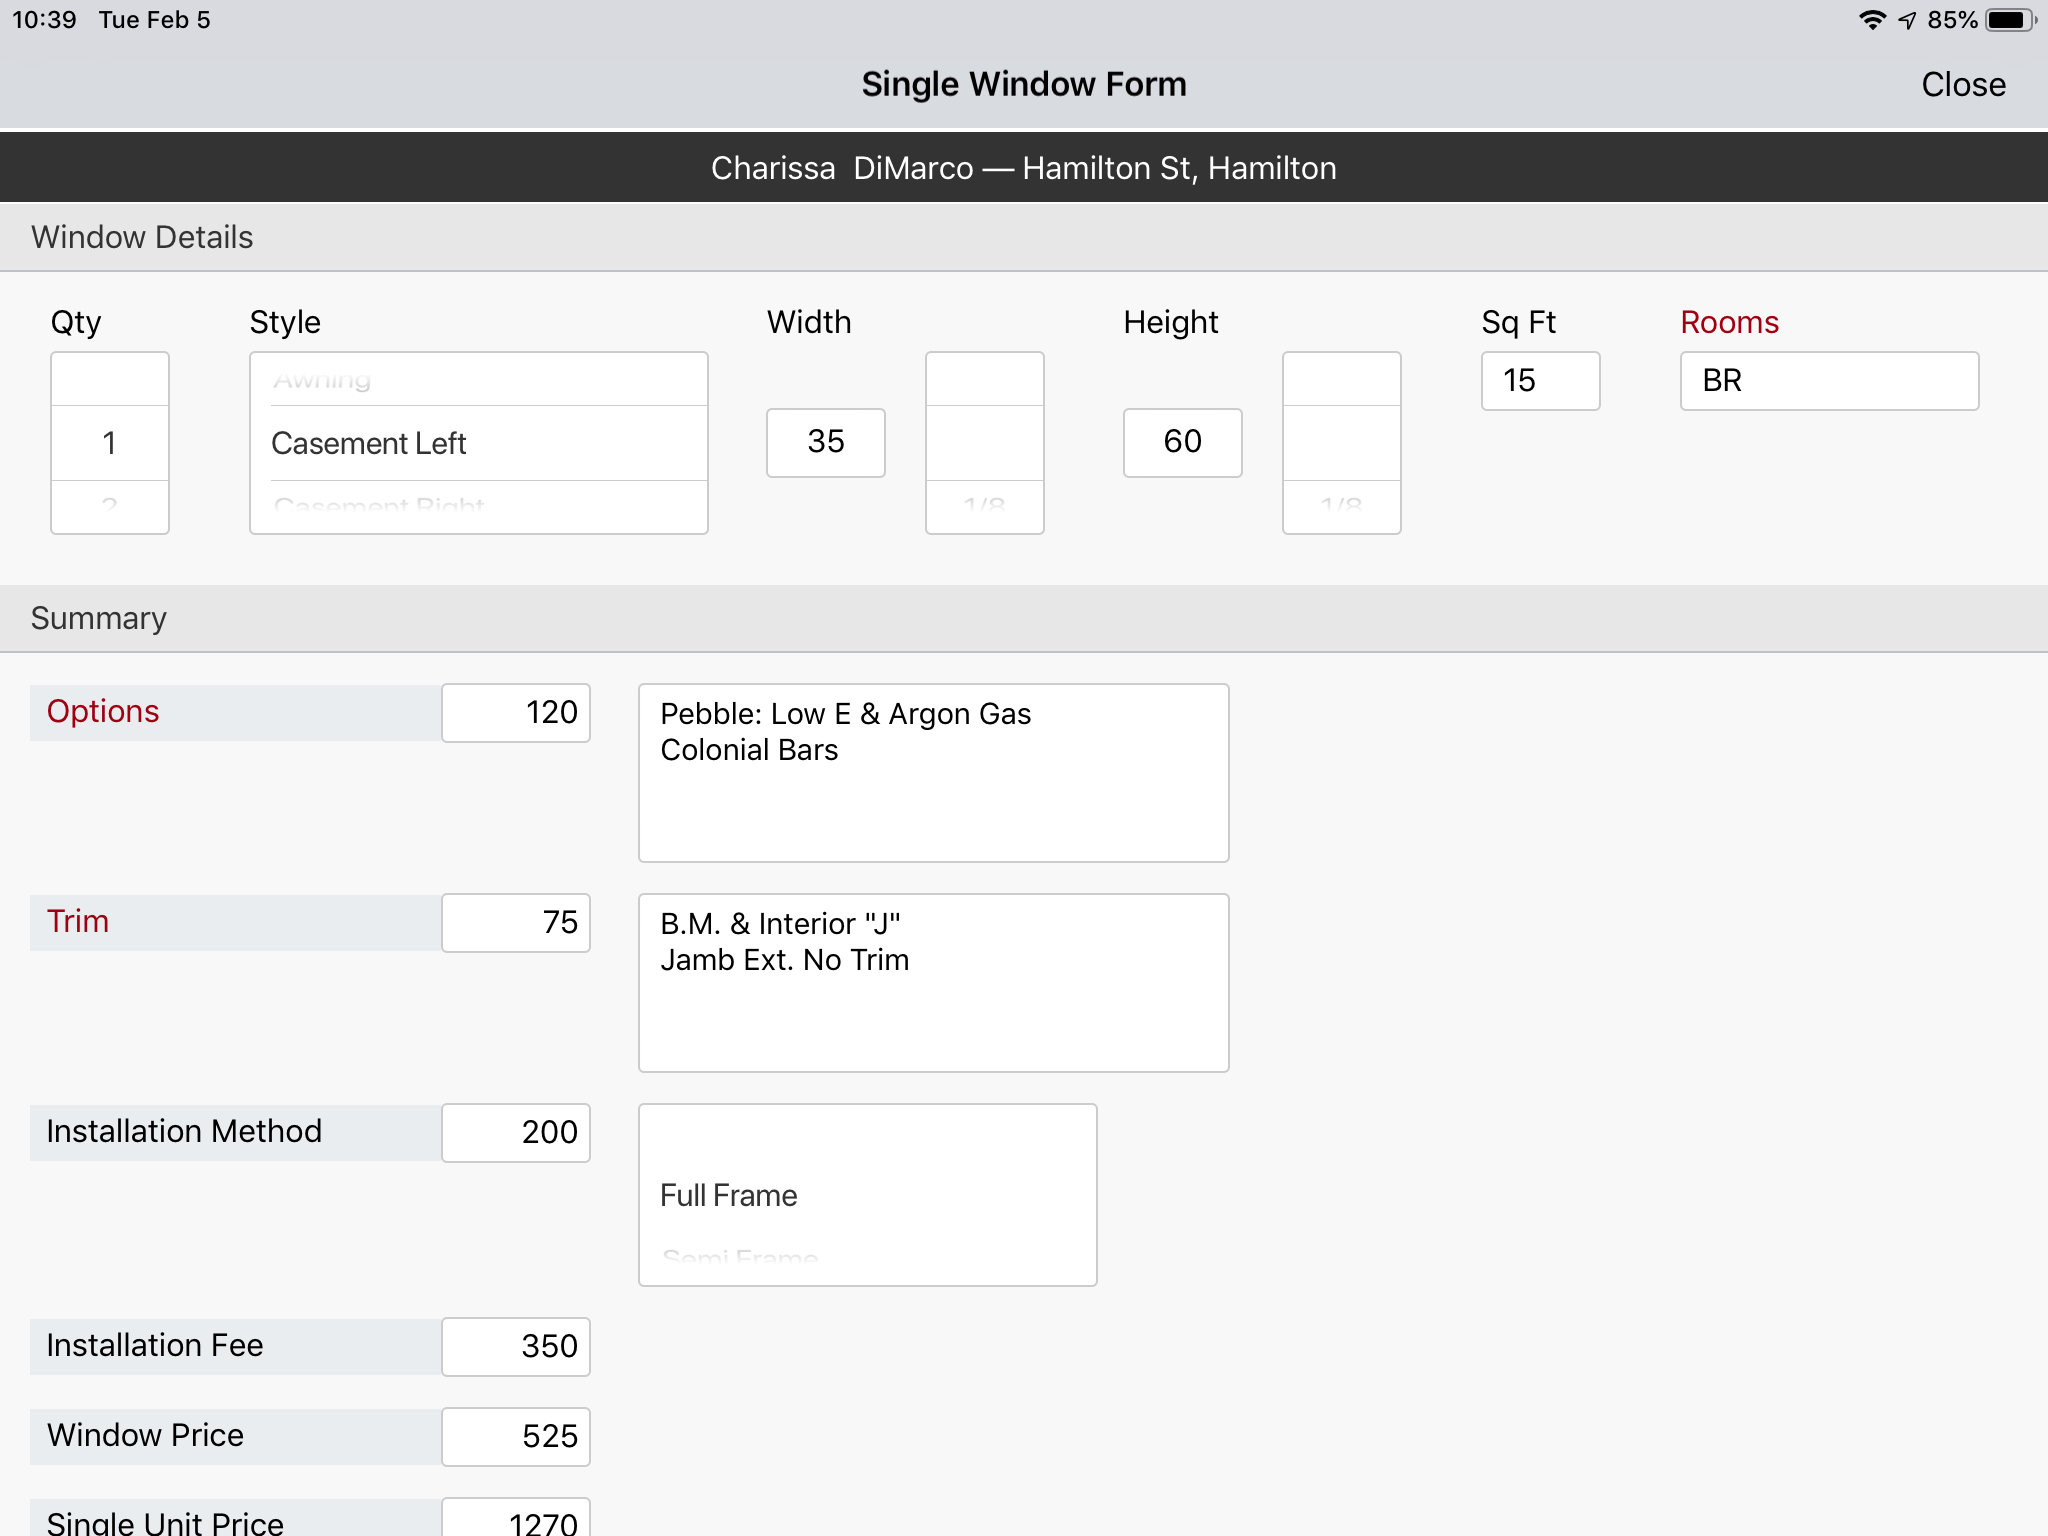 10:39 Tue Feb 5
85%
Single Window Form
Close
Charissa  DiMarco — Hamilton St, Hamilton
Window Details
Qty Style Width Height Sq Ft Rooms
Awning
15 BR
1 Casement Left 35 60
2 Casement Right 1/8 1/8
Summary
Options 120 Pebble: Low E & Argon Gas
Colonial Bars
Trim 75 B.M. & Interior "J"
Jamb Ext. No Trim
Installation Method 200
Full Frame
Semi Frame
Installation Fee 350
Window Price 525
Single Unit Price 1270